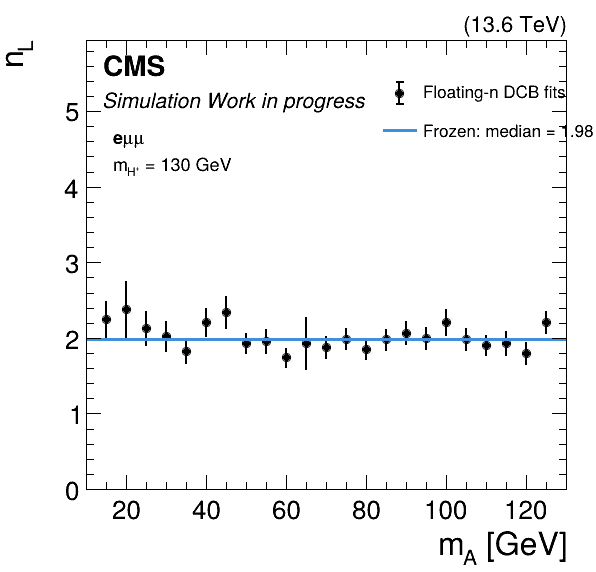 (13.6 TeV)
n_L
CMS
Simulation Work in progress
Floating-n DCB fits
Frozen: median = 1.98
eμμ
m_H⁺ = 130 GeV
5
4
3
2
1
0
20 40 60 80 100 120
m_A [GeV]